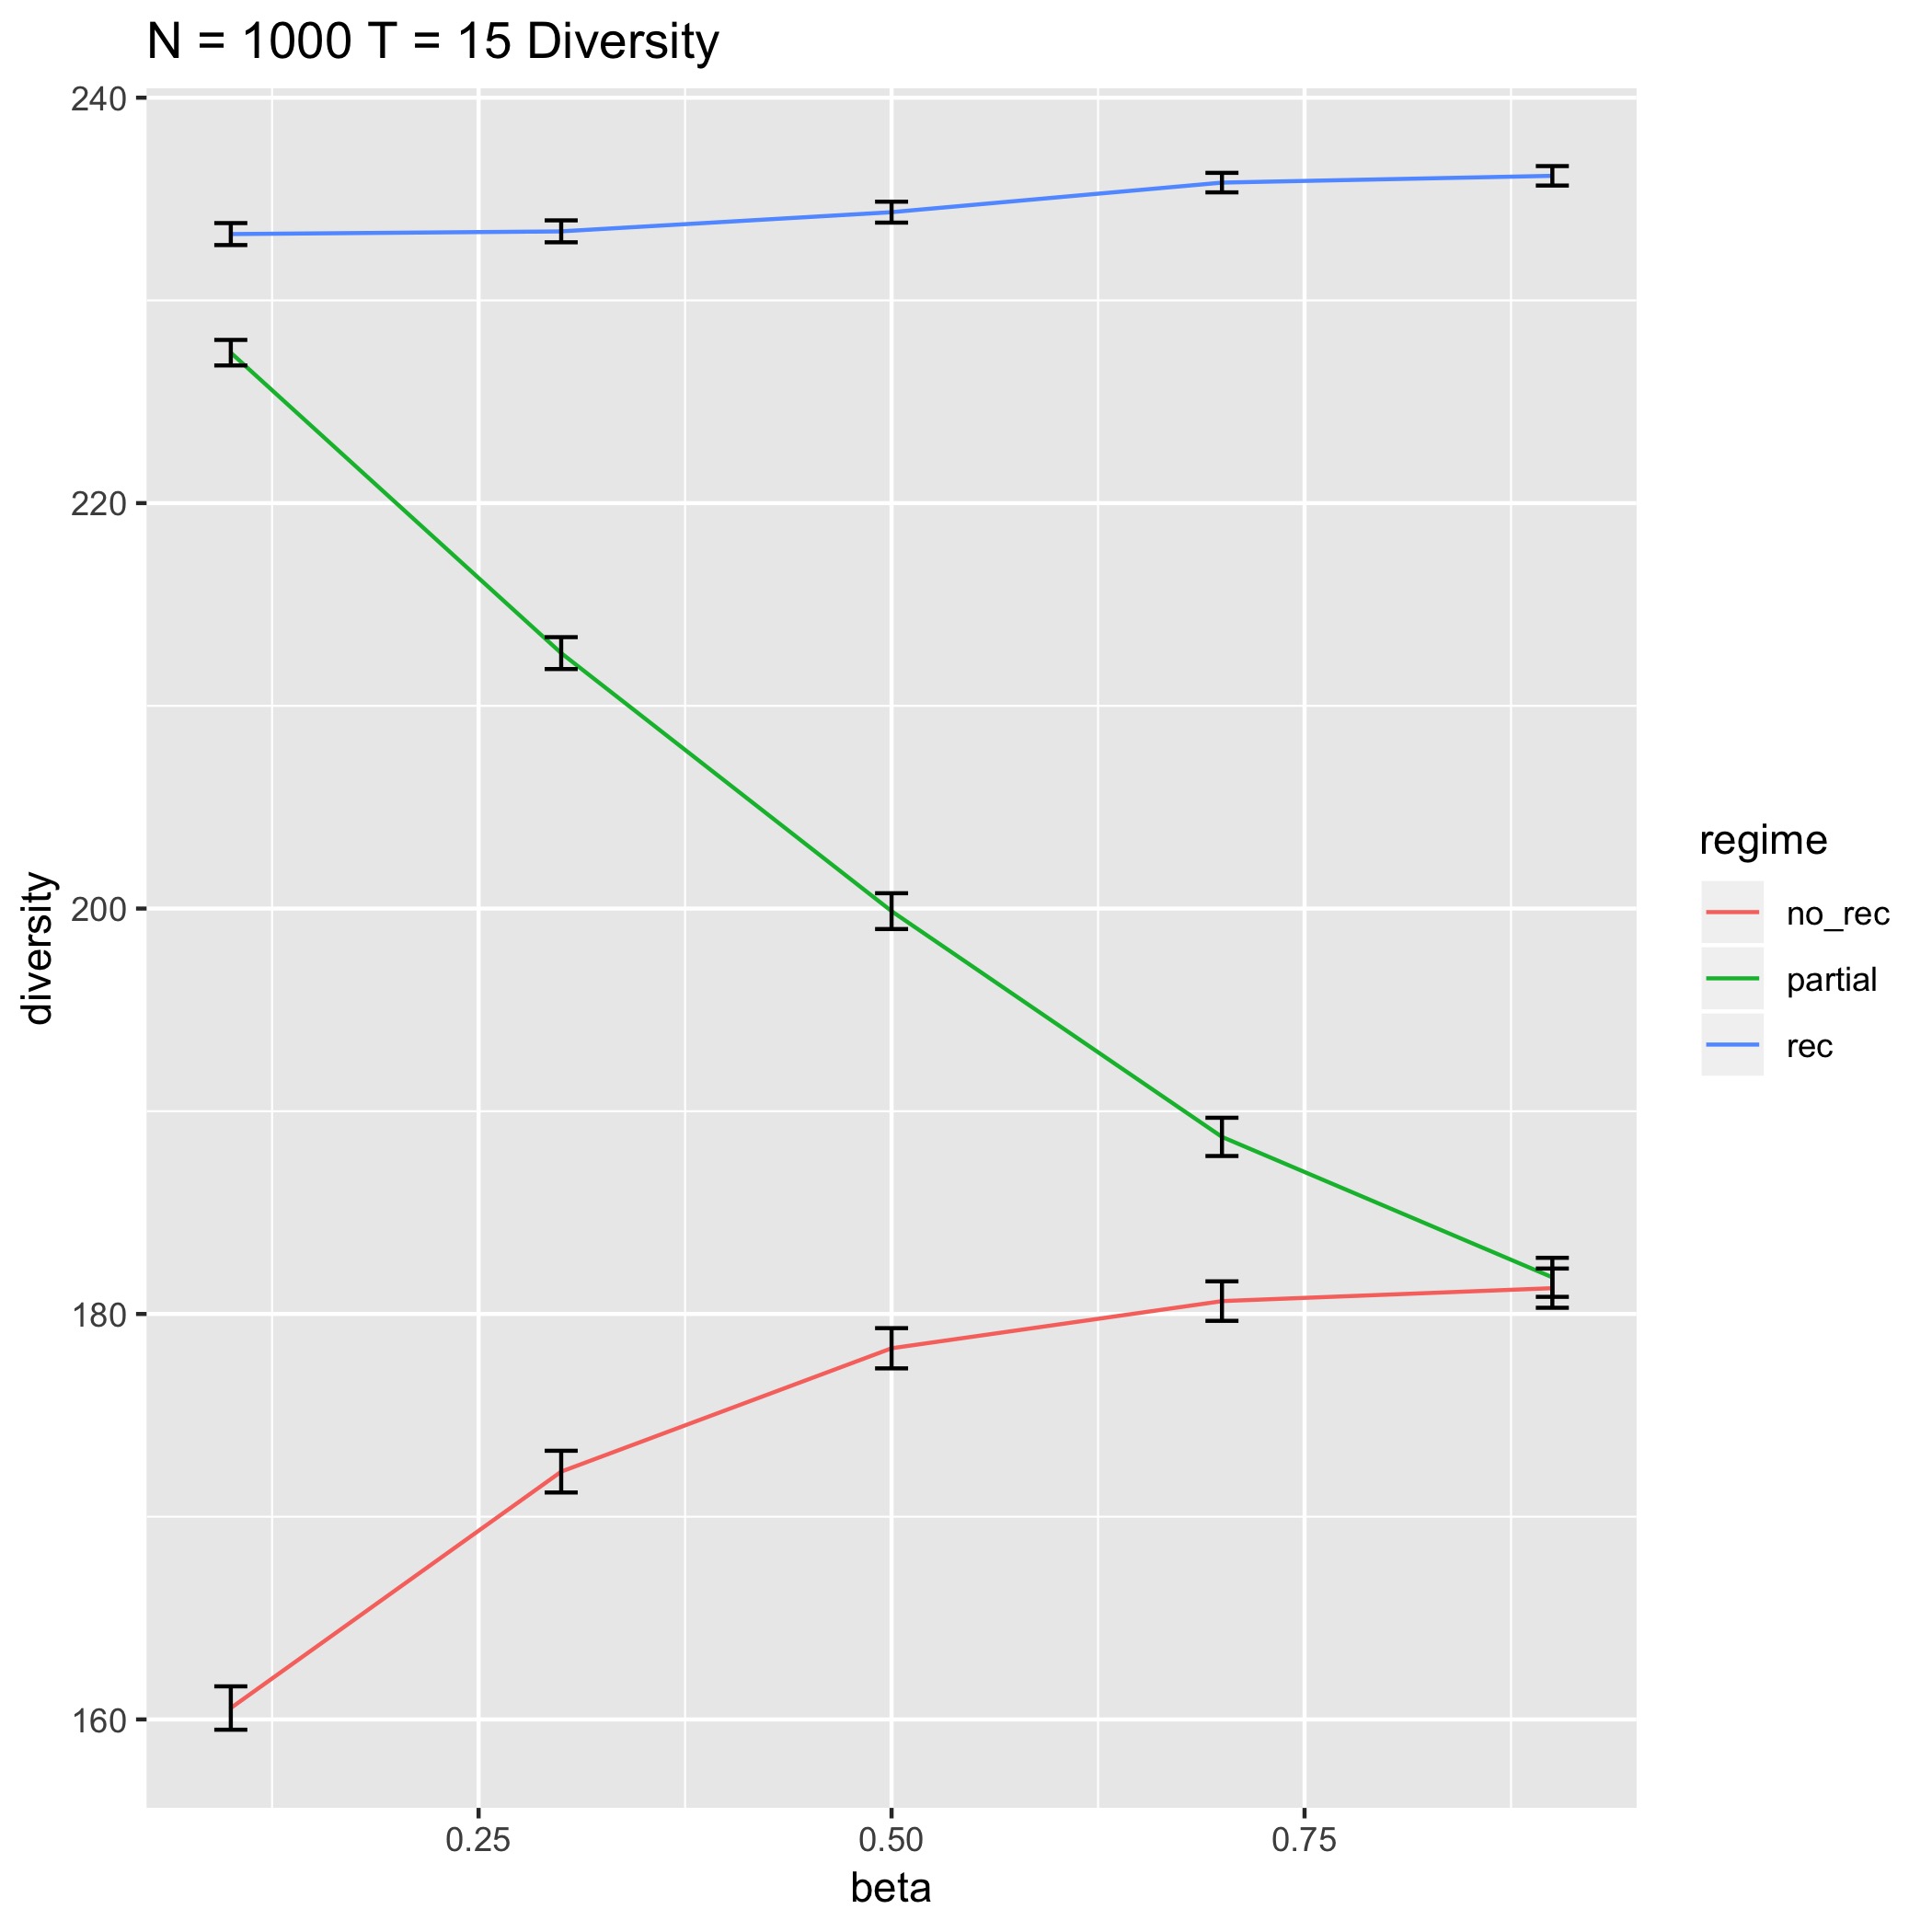 N = 1000 T = 15 Diversity
240
220
200
180
160
diversity
0.25
0.50
0.75
beta
regime
no_rec
partial
rec